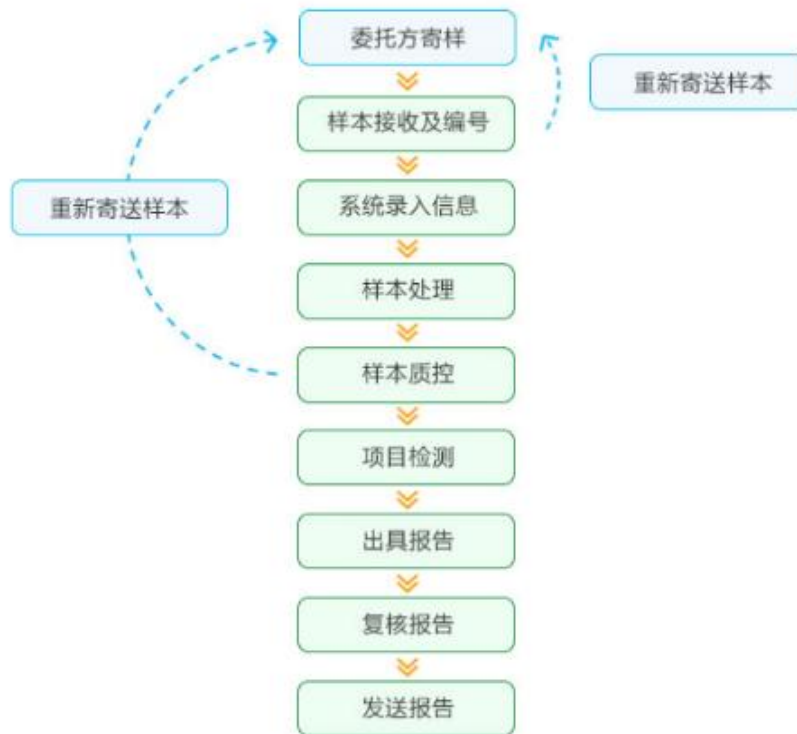 委托方寄样
重新寄送样本
样本接收及编号
重新寄送样本
系统录入信息
样本处理
样本质控
项目检测
出具报告
复核报告
发送报告